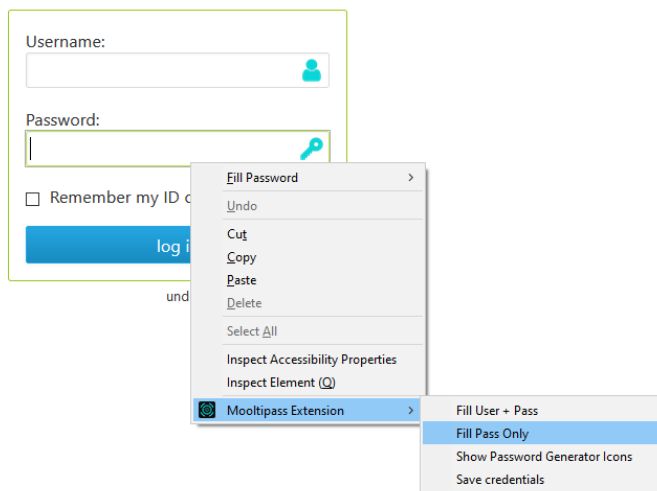 Username:
Password:
Fill Password
Remember my ID
Undo
log i
Cut
Copy
Paste
und
Delete
Select All
Inspect Accessibility Properties
Inspect Element (Q)
Mooltipass Extension
Fill User + Pass
Fill Pass Only
Show Password Generator Icons
Save credentials